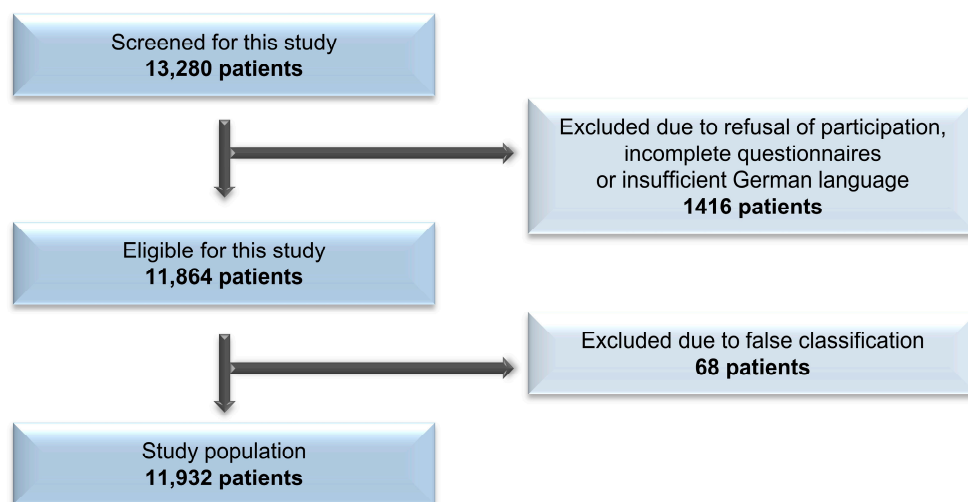 Screened for this study
13,280 patients
Excluded due to refusal of participation,
incomplete questionnaires
or insufficient German language
1416 patients
Eligible for this study
11,864 patients
Excluded due to false classification
68 patients
Study population
11,932 patients